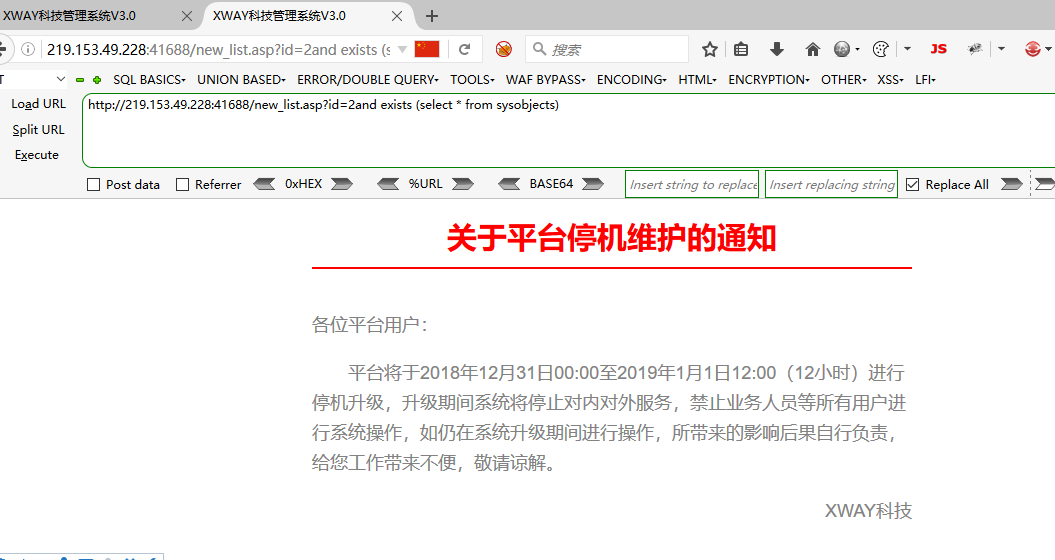 XWAY科技管理系统V3.0 XWAY科技管理系统V3.0
219.153.49.228:41688/new_list.asp?id=2and exists (s 搜索 JS
T SQL BASICS UNION BASED ERROR/DOUBLE QUERY TOOLS WAF BYPASS ENCODING HTML ENCRYPTION OTHER XSS LFI
Load URL http://219.153.49.228:41688/new_list.asp?id=2and exists (select * from sysobjects)
Split URL
Execute
Post data Referrer 0xHEX %URL BASE64 Insert string to replace Insert replacing string Replace All
关于平台停机维护的通知
各位平台用户：
平台将于2018年12月31日00:00至2019年1月1日12:00（12小时）进行
停机升级，升级期间系统将停止对内对外服务，禁止业务人员等所有用户进
行系统操作，如仍在系统升级期间进行操作，所带来的影响后果自行负责，
给您工作带来不便，敬请谅解。
XWAY科技